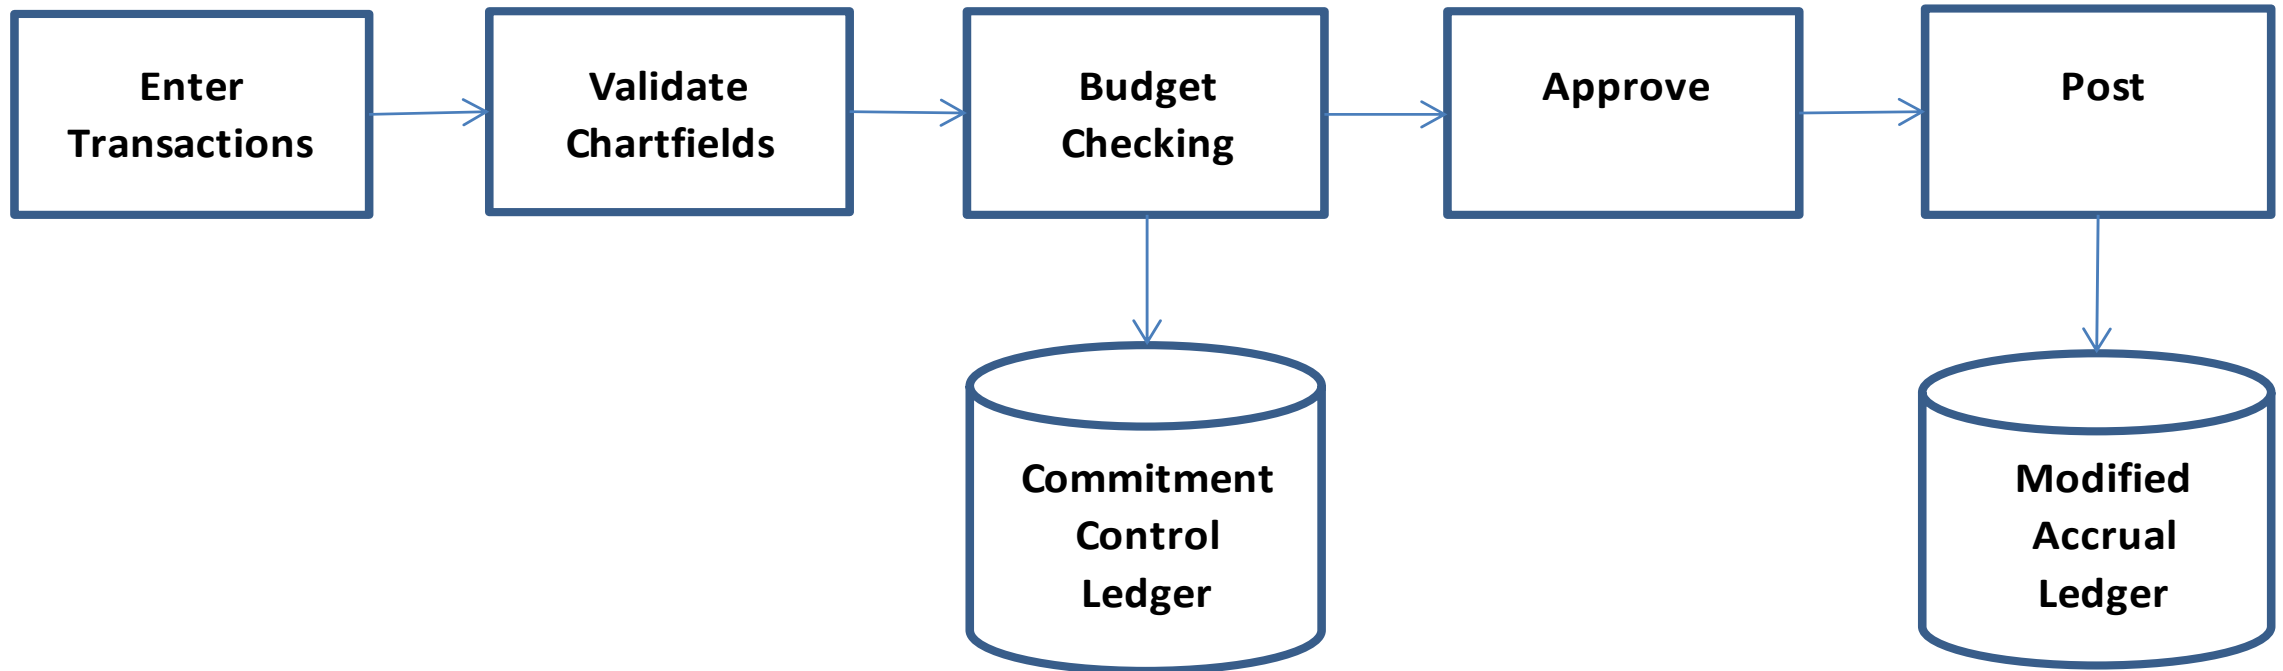 Enter
Transactions
Validate
Chartfields
Budget
Checking
Approve
Post
Commitment
Control
Ledger
Modified
Accrual
Ledger